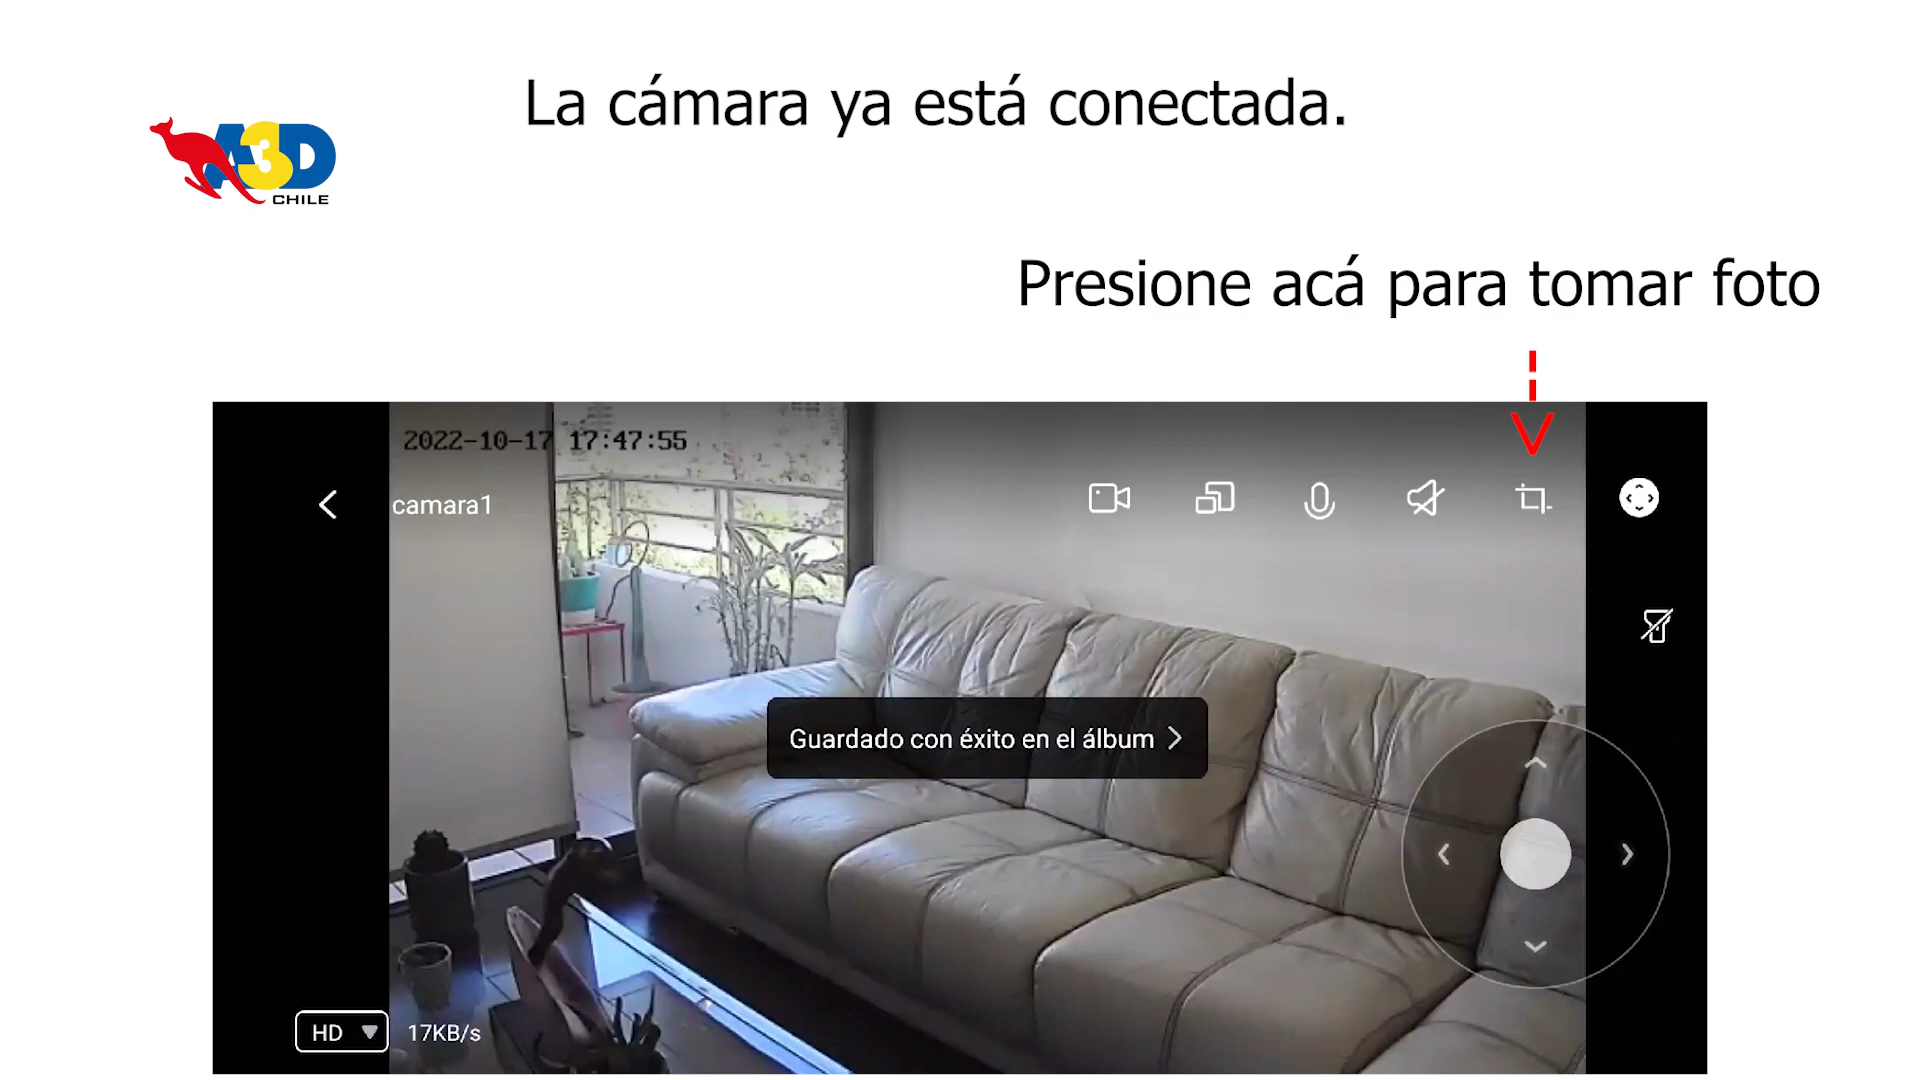 La cámara ya está conectada.
A3D
CHILE
Presione acá para tomar foto
2022-10-17 17:47:55
camara1
Guardado con éxito en el álbum
HD
17KB/s